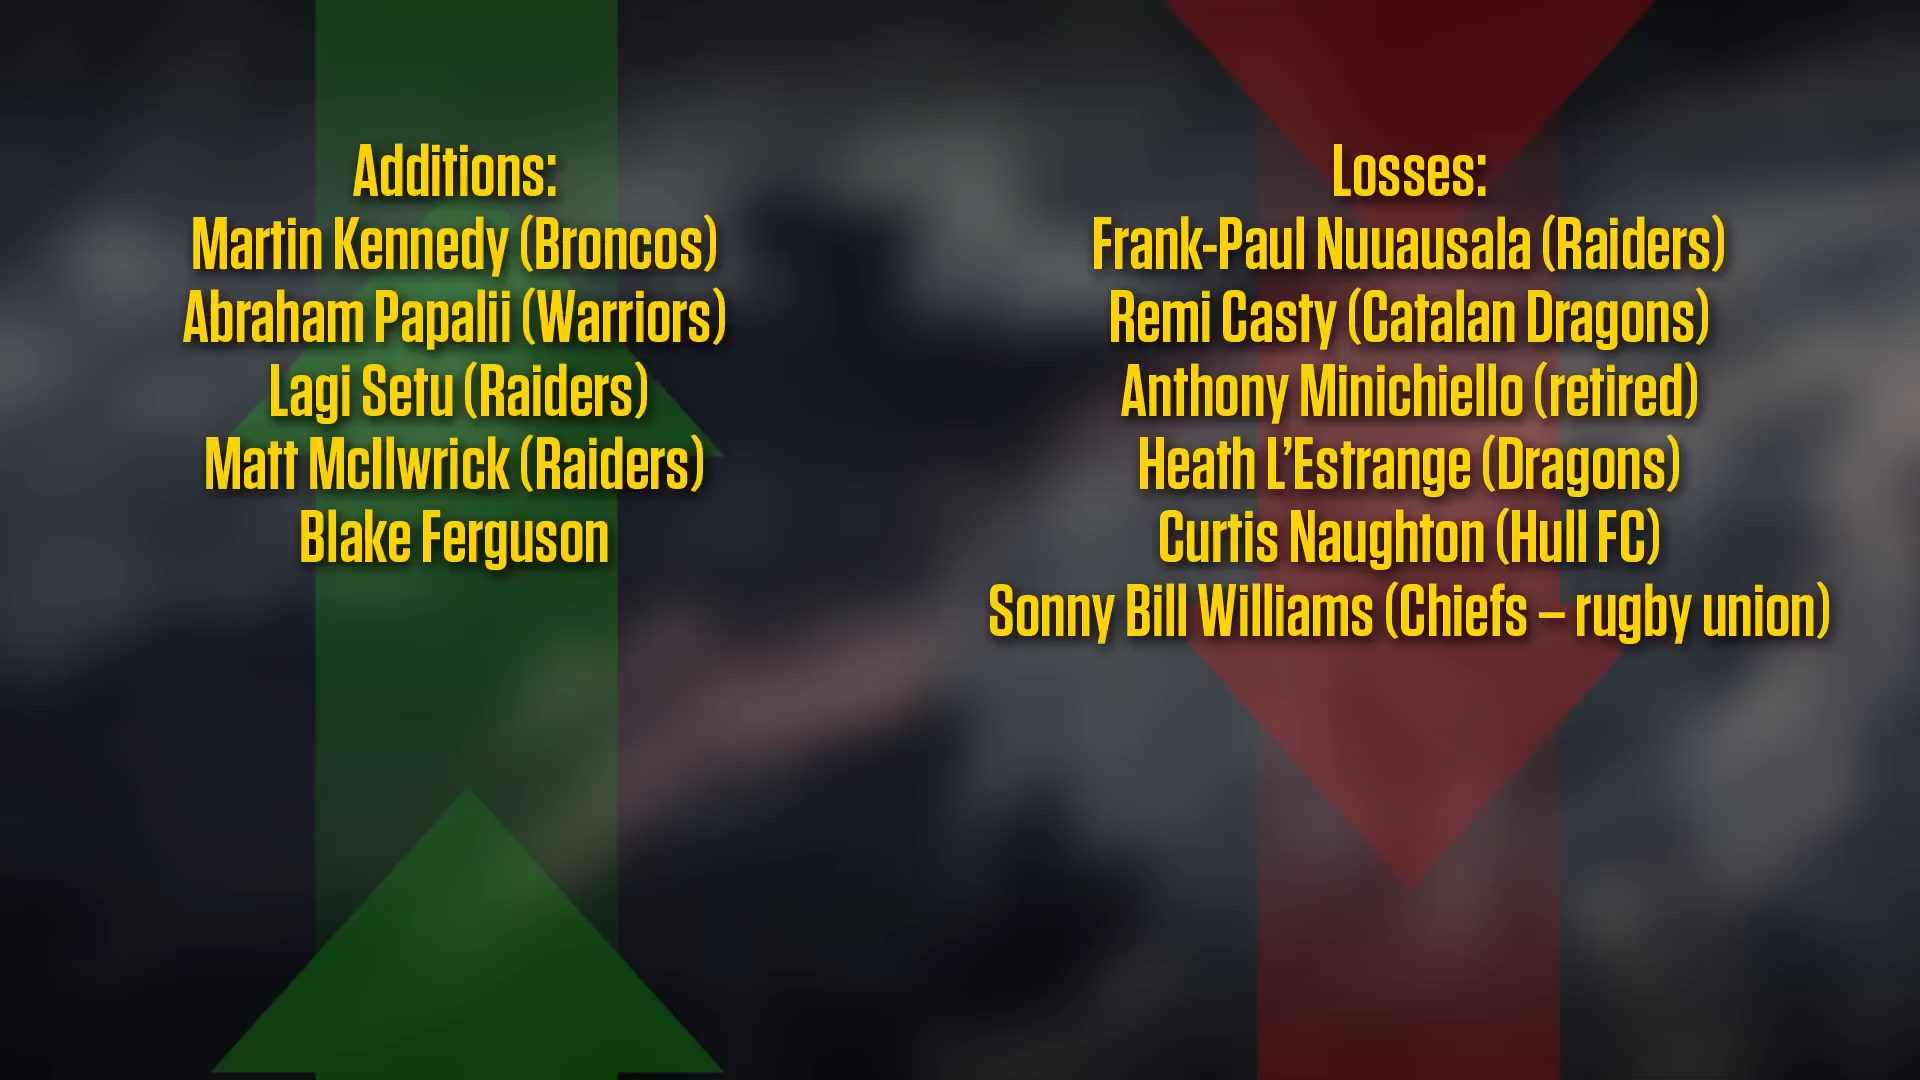 Additions:
Martin Kennedy (Broncos)
Abraham Papalii (Warriors)
Lagi Setu (Raiders)
Matt McIlwrick (Raiders)
Blake Ferguson
Losses:
Frank-Paul Nuuausala (Raiders)
Remi Casty (Catalan Dragons)
Anthony Minichiello (retired)
Heath L’Estrange (Dragons)
Curtis Naughton (Hull FC)
Sonny Bill Williams (Chiefs – rugby union)